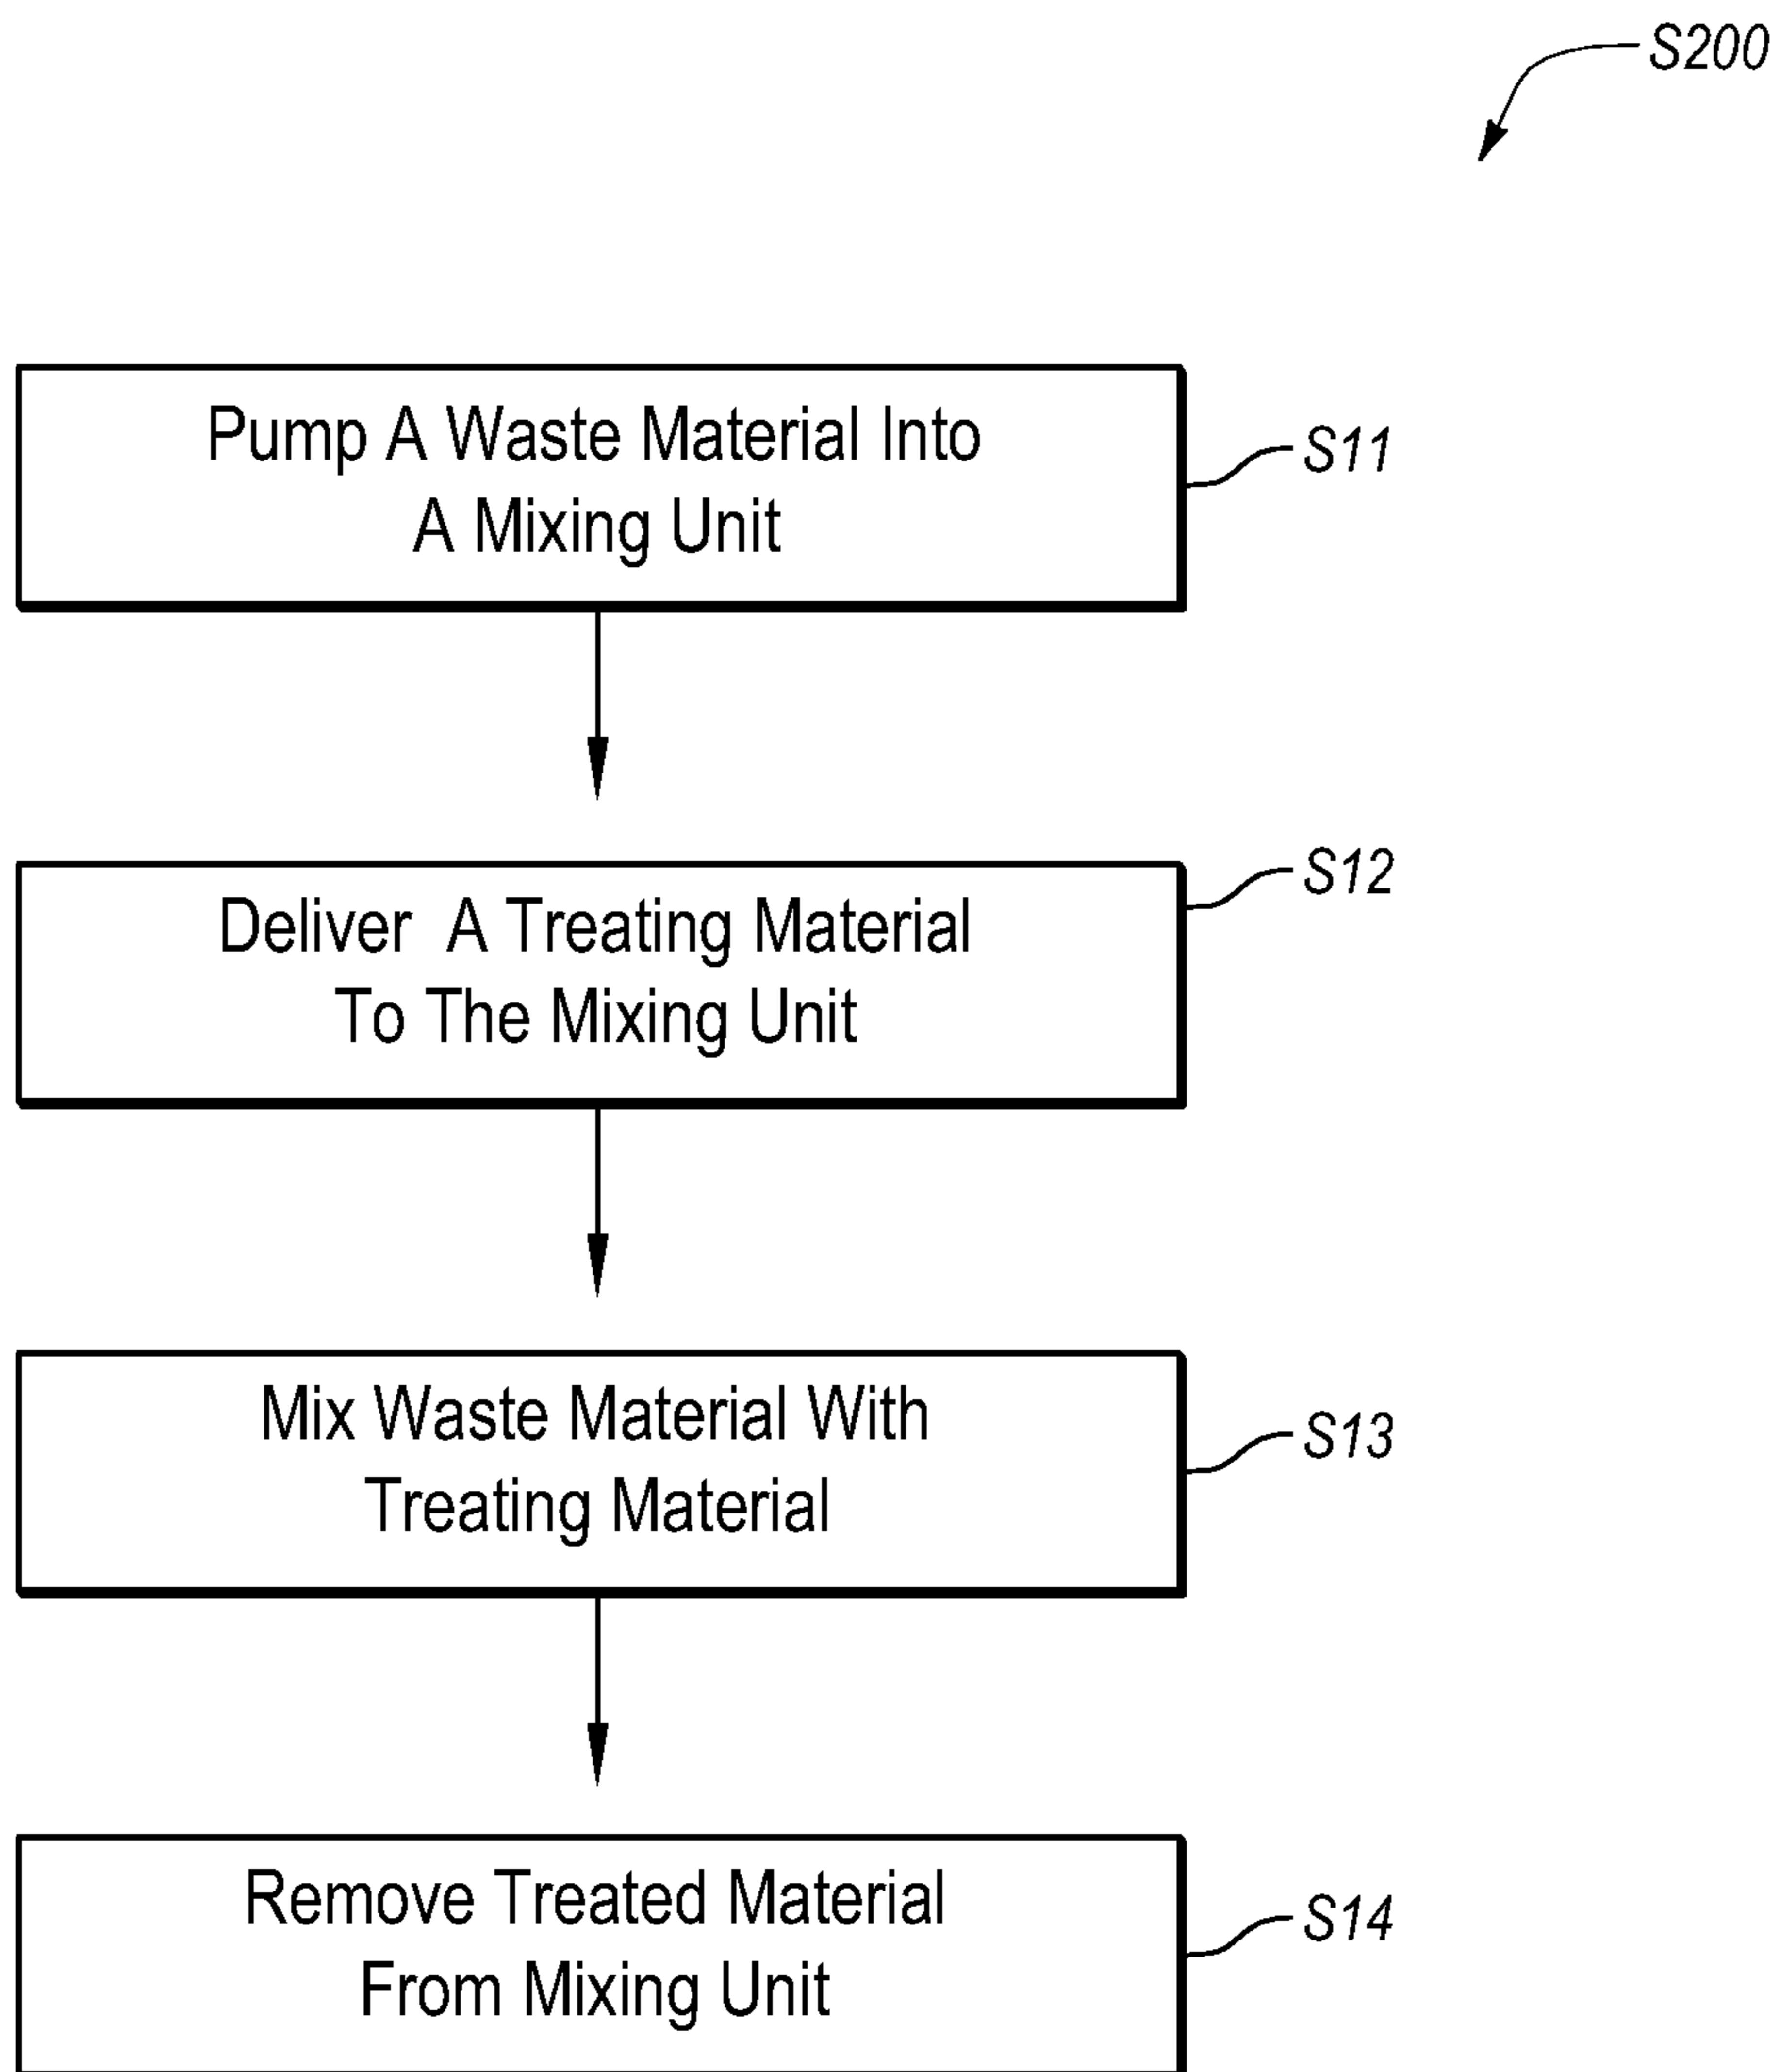 S200
Pump A Waste Material Into
A Mixing Unit
S11
Deliver A Treating Material
To The Mixing Unit
S12
Mix Waste Material With
Treating Material
S13
Remove Treated Material
From Mixing Unit
S14